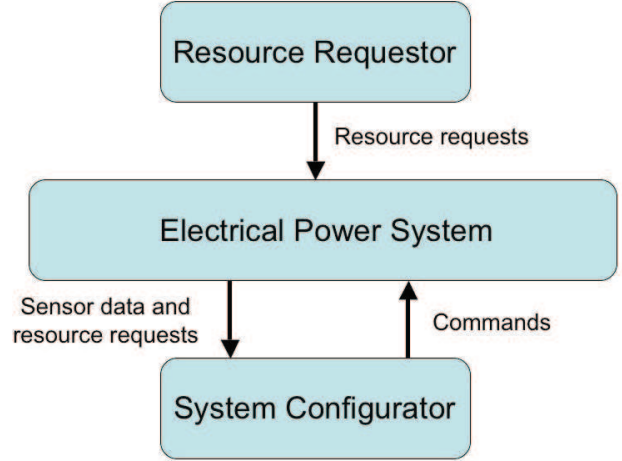 Resource Requestor
Resource requests
Electrical Power System
Sensor data and
resource requests
Commands
System Configurator